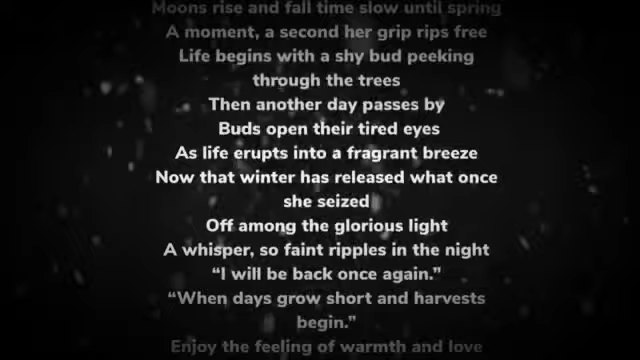 Moons rise and fall time slow until spring
A moment, a second her grip rips free
Life begins with a shy bud peeking
through the trees
Then another day passes by
Buds open their tired eyes
As life erupts into a fragrant breeze
Now that winter has released what once
she seized
Off among the glorious light
A whisper, so faint ripples in the night
“I will be back once again.”
“When days grow short and harvests
begin.”
Enjoy the feeling of warmth and love